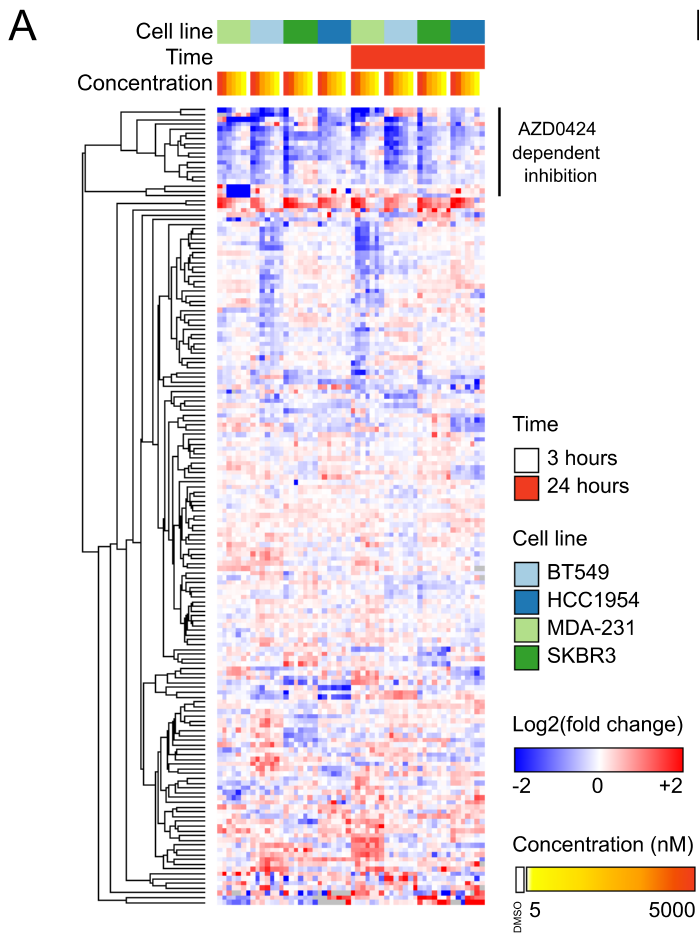 A
Cell line
Time
Concentration
AZD0424
dependent
inhibition
Time
3 hours
24 hours
Cell line
BT549
HCC1954
MDA-231
SKBR3
Log2(fold change)
-2 0 +2
Concentration (nM)
DMSO 5 5000